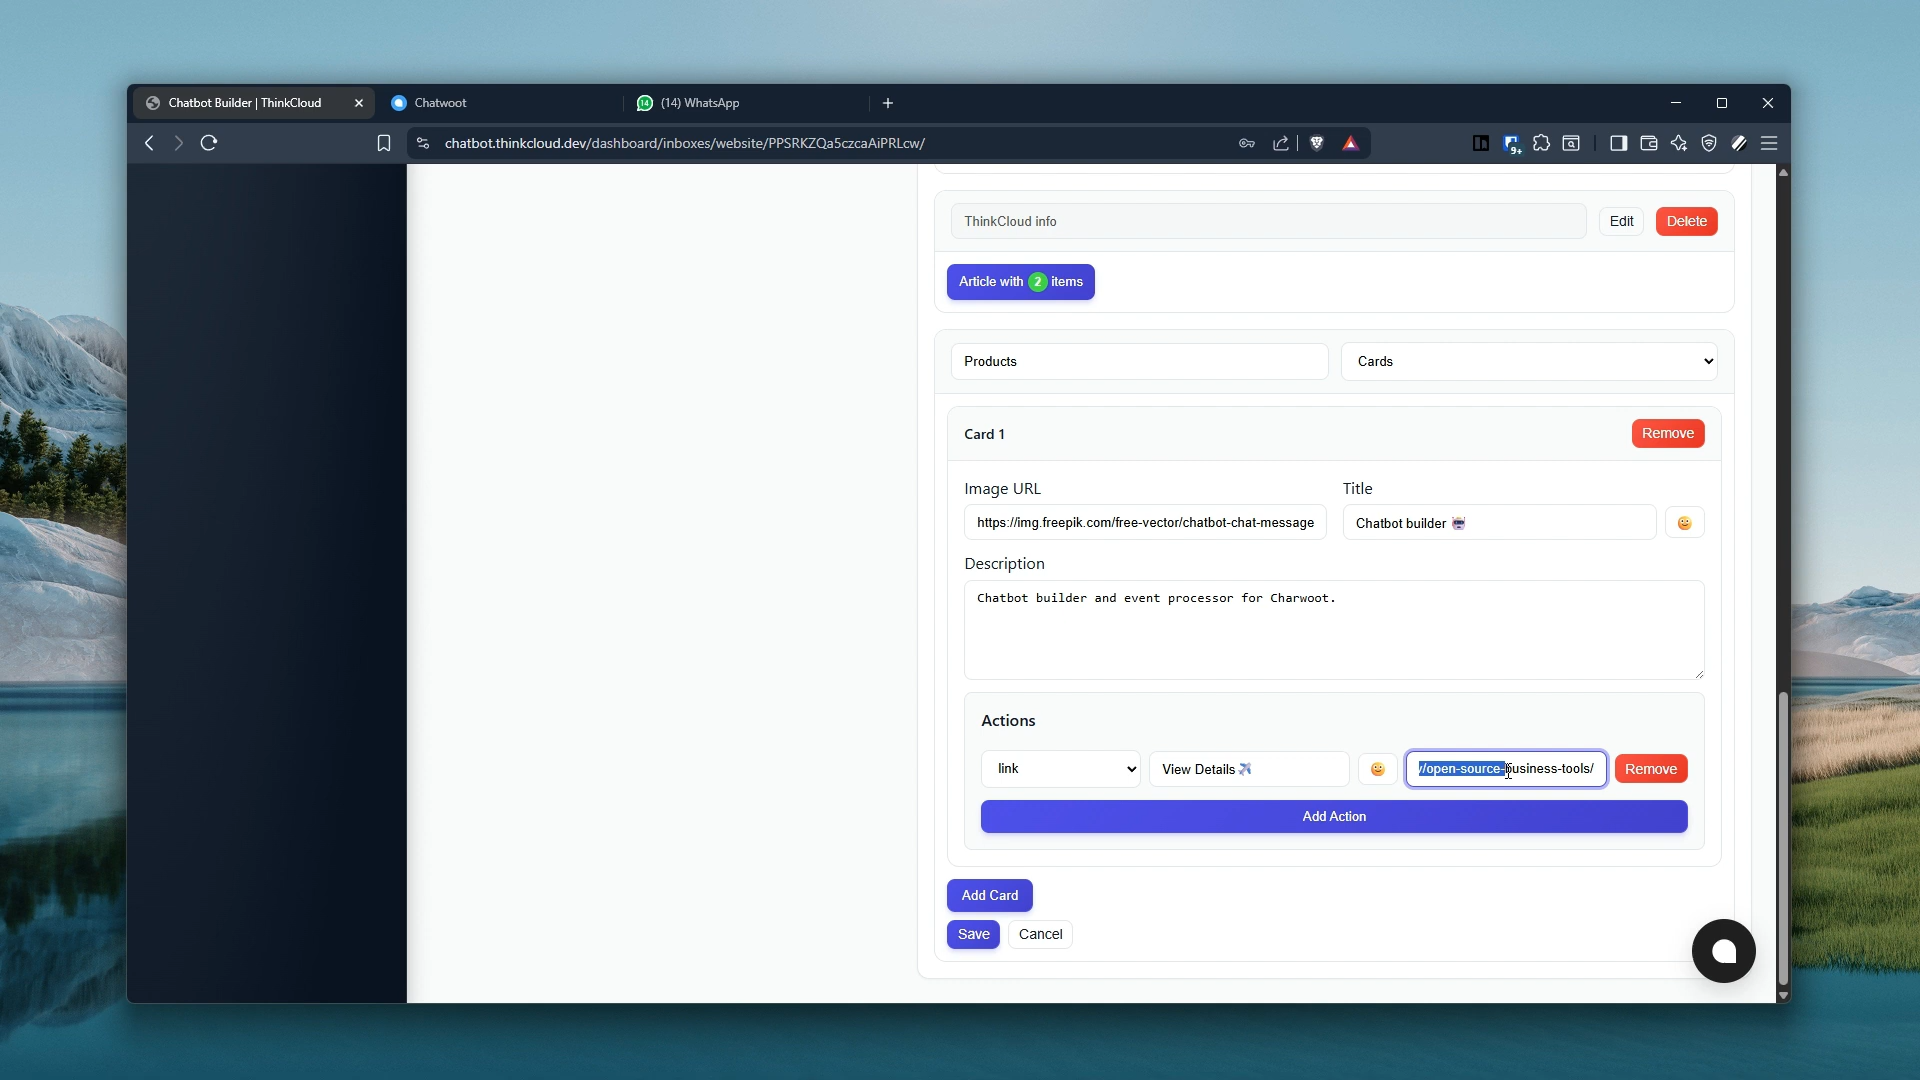 Chatbot Builder | ThinkCloud
Chatwoot
14
(14) WhatsApp
chatbot.thinkcloud.dev/dashboard/inboxes/website/PPSRKZQa5czcaAiPRLcw/
9+
ThinkCloud info
Edit
Delete
Article with 2 items
Products
Cards
Card 1
Remove
Image URL
Title
https://img.freepik.com/free-vector/chatbot-chat-message
Chatbot builder 🤖
Description
Chatbot builder and event processor for Charwoot.
Actions
link
View Details ✈️
/open-source-business-tools/
Remove
Add Action
Add Card
Save
Cancel